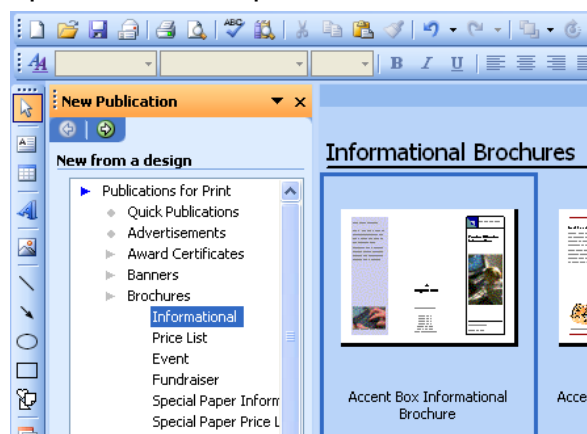 New Publication
New from a design
Publications for Print
Quick Publications
Advertisements
Award Certificates
Banners
Brochures
Informational
Price List
Event
Fundraiser
Special Paper Inform
Special Paper Price L
Informational Brochures
Accent Box Informational
Brochure
Acce